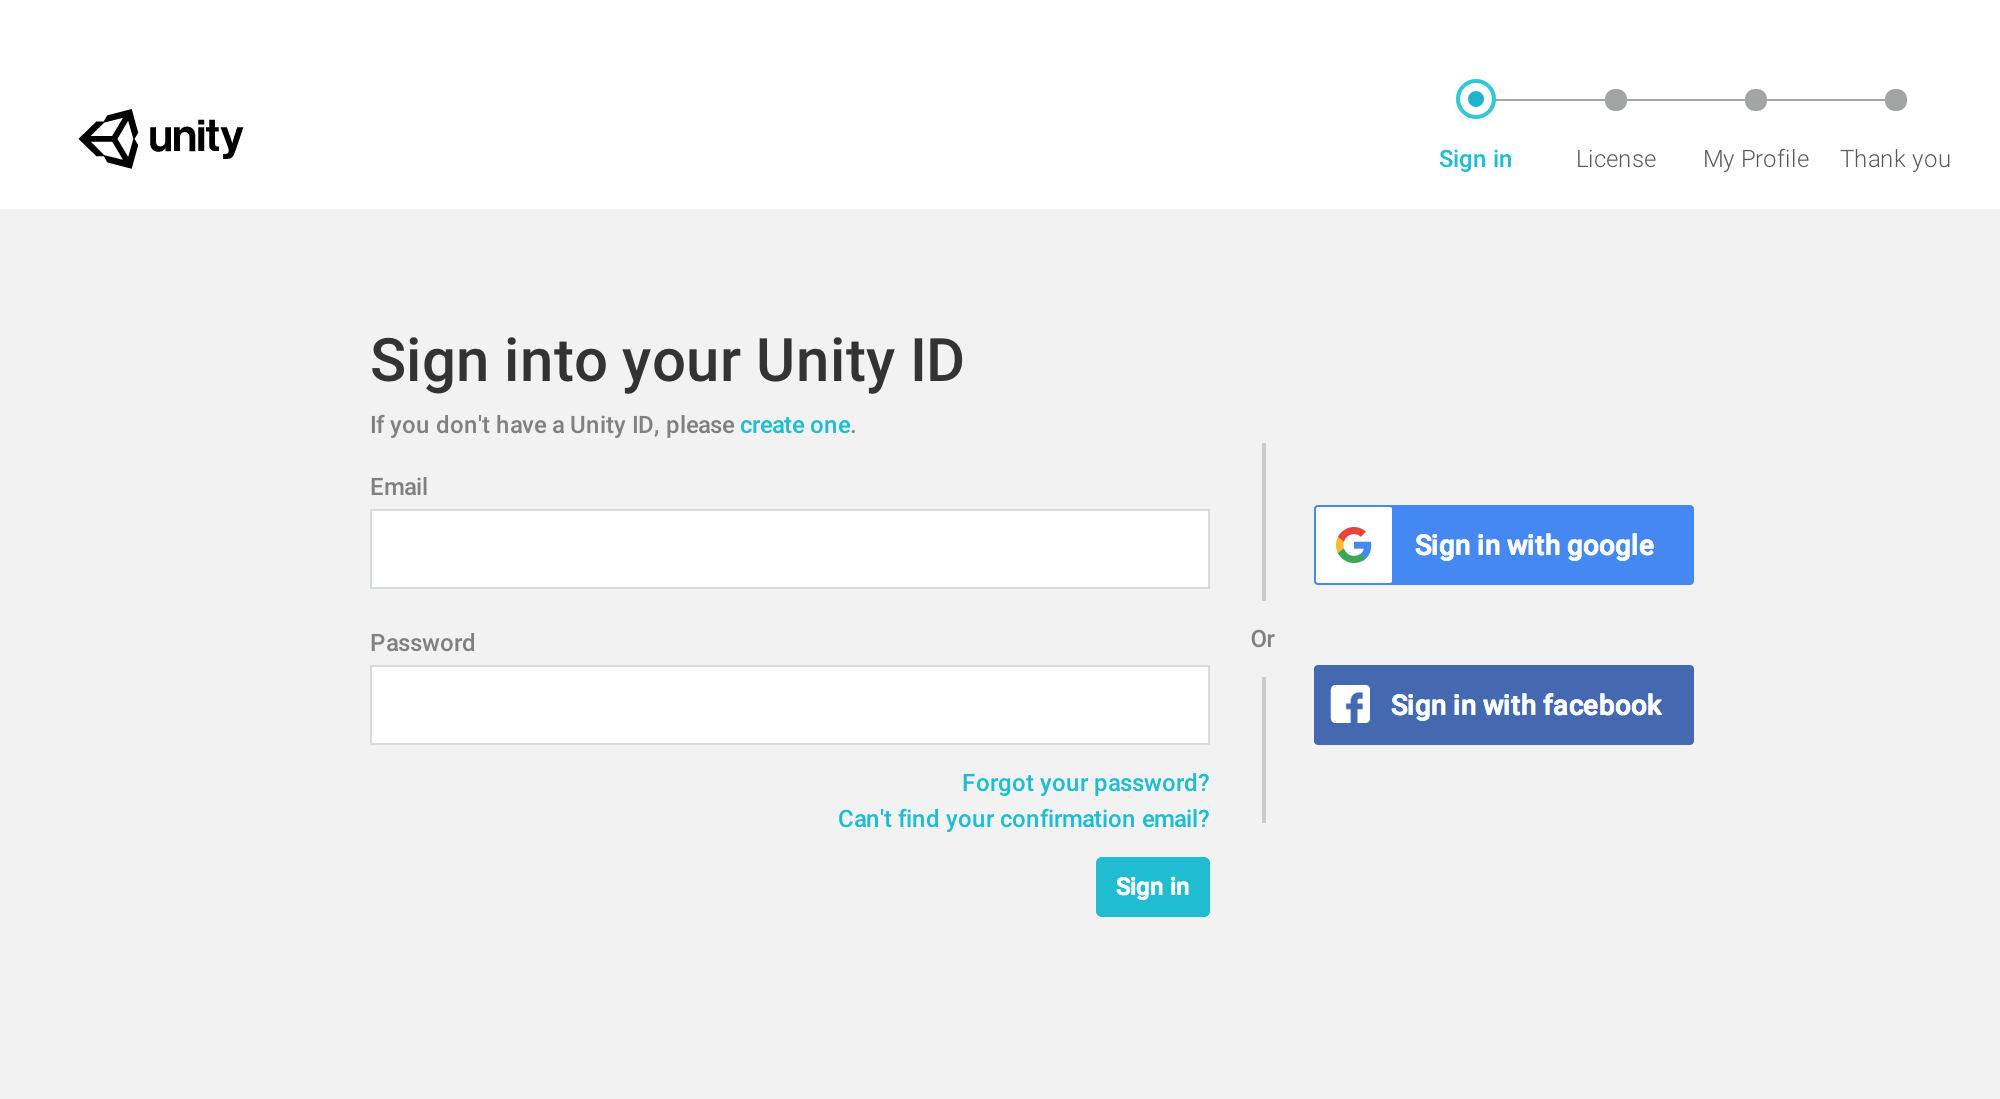 unity
Sign in
License
My Profile
Thank you
Sign into your Unity ID
If you don't have a Unity ID, please create one.
Email
Password
Forgot your password?
Can't find your confirmation email?
Sign in
Or
Sign in with google
Sign in with facebook